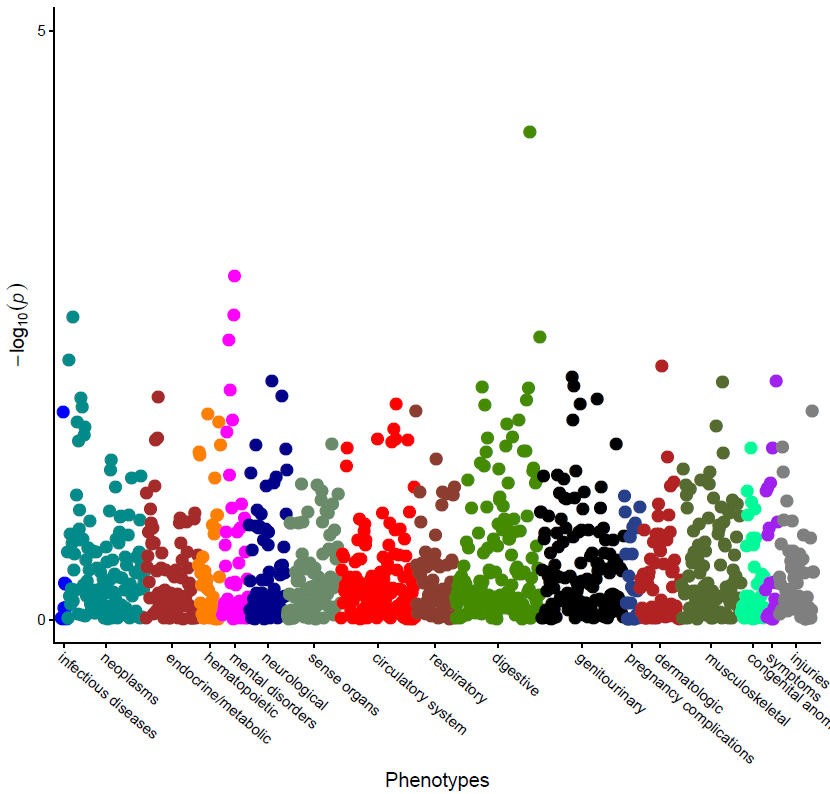 5
−log10(p)
0
infectious diseases
neoplasms
endocrine/metabolic
hematopoietic
mental disorders
neurological
sense organs
circulatory system
respiratory
digestive
genitourinary
pregnancy complications
dermatologic
musculoskeletal
congenital anom
symptoms
injuries
Phenotypes